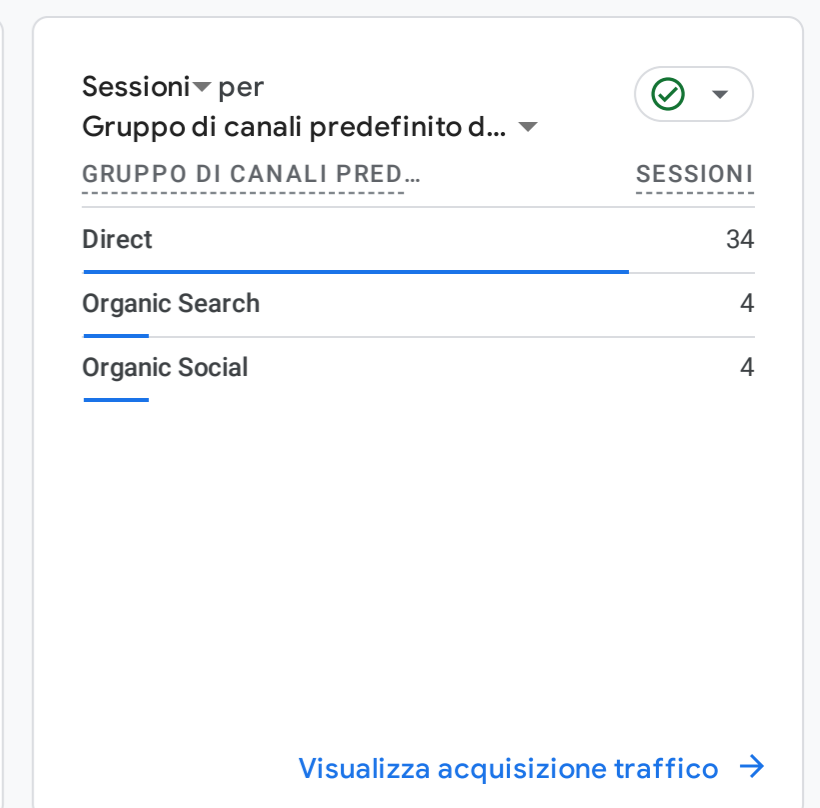 Sessioni per
Gruppo di canali predefinito d...
GRUPPO DI CANALI PRED... SESSIONI
Direct 34
Organic Search 4
Organic Social 4
Visualizza acquisizione traffico